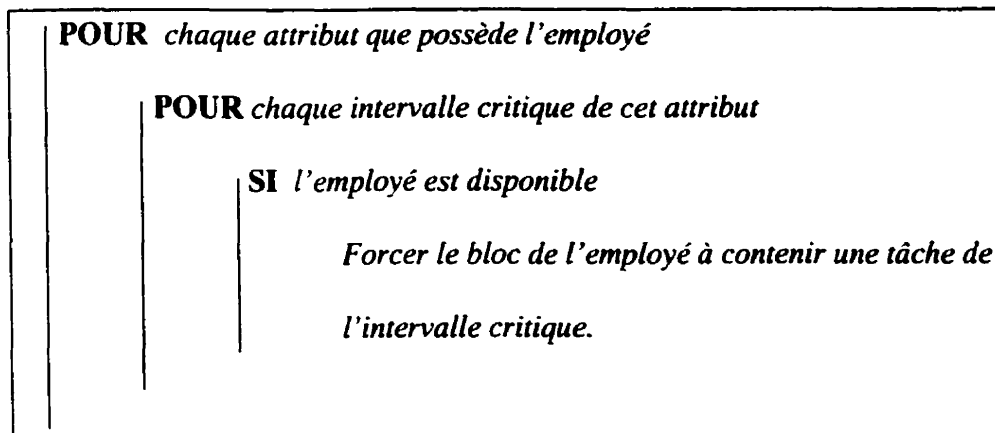 POUR chaque attribut que possède l'employé
POUR chaque intervalle critique de cet attribut
SI l'employé est disponible
Forcer le bloc de l'employé à contenir une tâche de
l'intervalle critique.